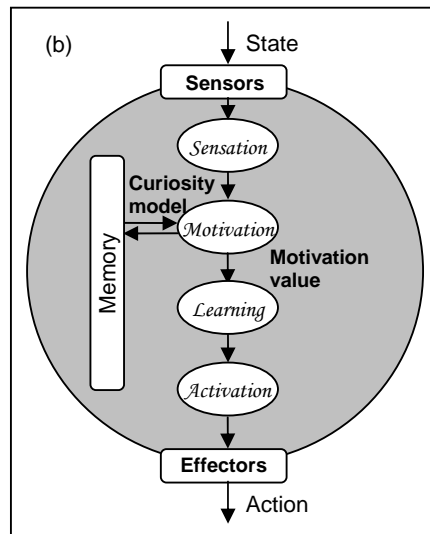 (b)
State
Sensors
Sensation
Curiosity
model
Memory
Motivation
Motivation
value
Learning
Activation
Effectors
Action